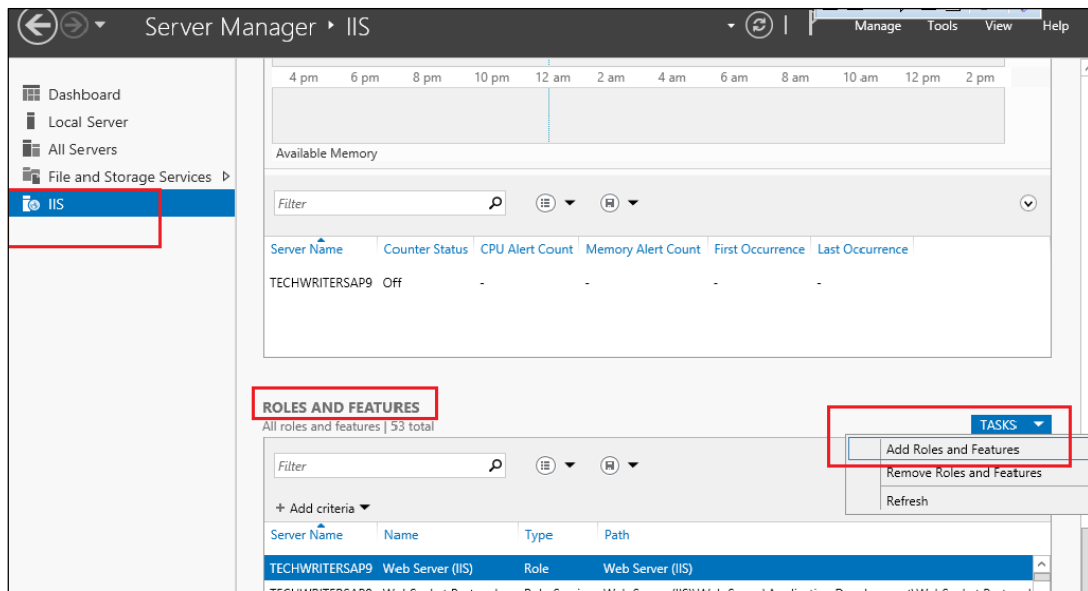 Server Manager ‣ IIS
Manage Tools View Help
Dashboard
Local Server
All Servers
File and Storage Services
IIS
4 pm 6 pm 8 pm 10 pm 12 am 2 am 4 am 6 am 8 am 10 am 12 pm 2 pm
Available Memory
Filter
Server Name Counter Status CPU Alert Count Memory Alert Count First Occurrence Last Occurrence
TECHWRITERSAP9 Off - - - -
ROLES AND FEATURES
All roles and features | 53 total
TASKS
Add Roles and Features
Remove Roles and Features
Refresh
Filter
+ Add criteria
Server Name Name Type Path
TECHWRITERSAP9 Web Server (IIS) Role Web Server (IIS)